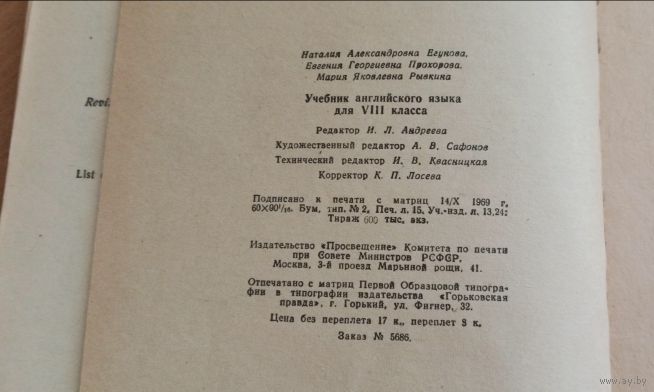 Наталия Александровна Егунова,
Евгения Георгиевна Прохорова,
Мария Яковлевна Рывкина
Учебник английского языка
для VIII класса
Редактор И. Л. Андреева
Художественный редактор А. В. Сафонов
Технический редактор И. В. Квасницкая
Корректор К. П. Лосева
Подписано к печати с матриц 14/X 1969 г.
60×90¹/₁₆. Бум. тип. № 2. Печ. л. 15. Уч.-изд. л. 13,24;
Тираж 600 тыс. экз.
Издательство «Просвещение» Комитета по печати
при Совете Министров РСФСР.
Москва, 3-й проезд Марьиной рощи, 41.
Отпечатано с матриц Первой Образцовой типогра-
фии в типографии издательства «Горьковская
правда», г. Горький, ул. Фигнер, 32.
Цена без переплета 17 к., переплет 8 к.
Заказ № 5686.
List
www.ay.by